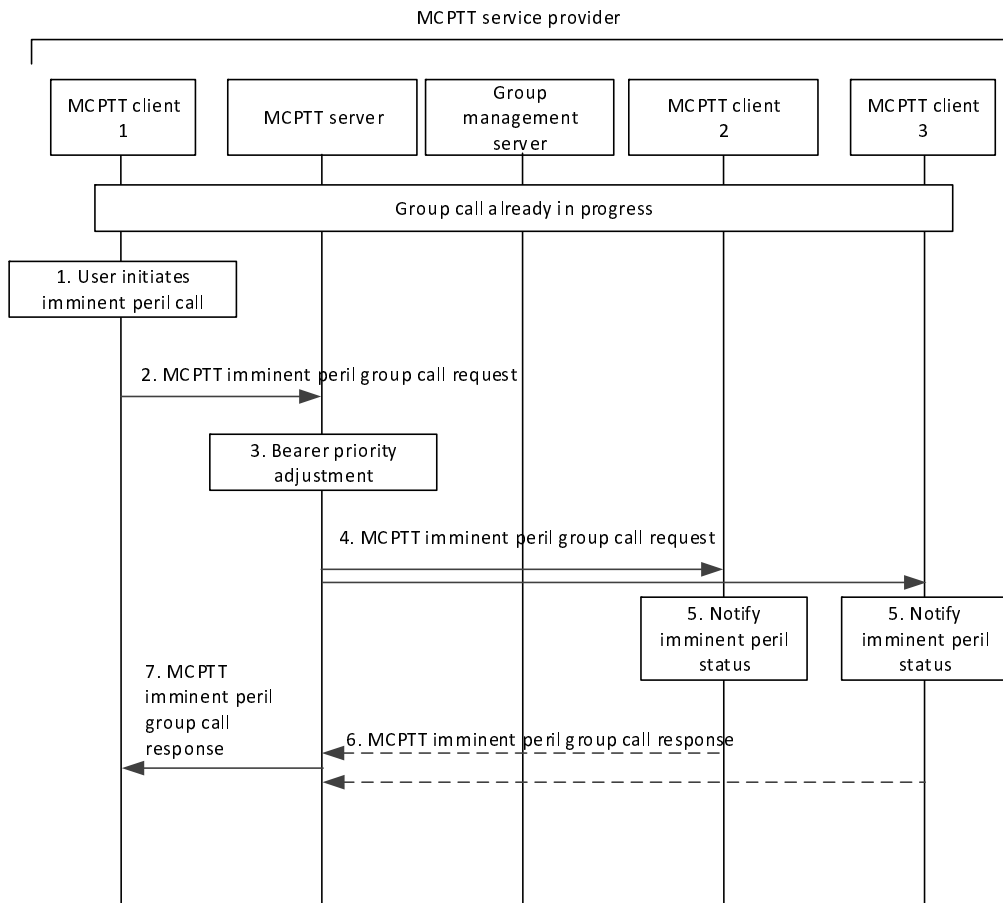 MCPTT service provider
MCPTT client
1
MCPTT server
Group
management
server
MCPTT client
2
MCPTT client
3
Group call already in progress
1. User initiates
imminent peril call
2. MCPTT imminent peril group call request
3. Bearer priority
adjustment
4. MCPTT imminent peril group call request
5. Notify
imminent peril
status
5. Notify
imminent peril
status
7. MCPTT
imminent peril
group call
response
6. MCPTT imminent peril group call response